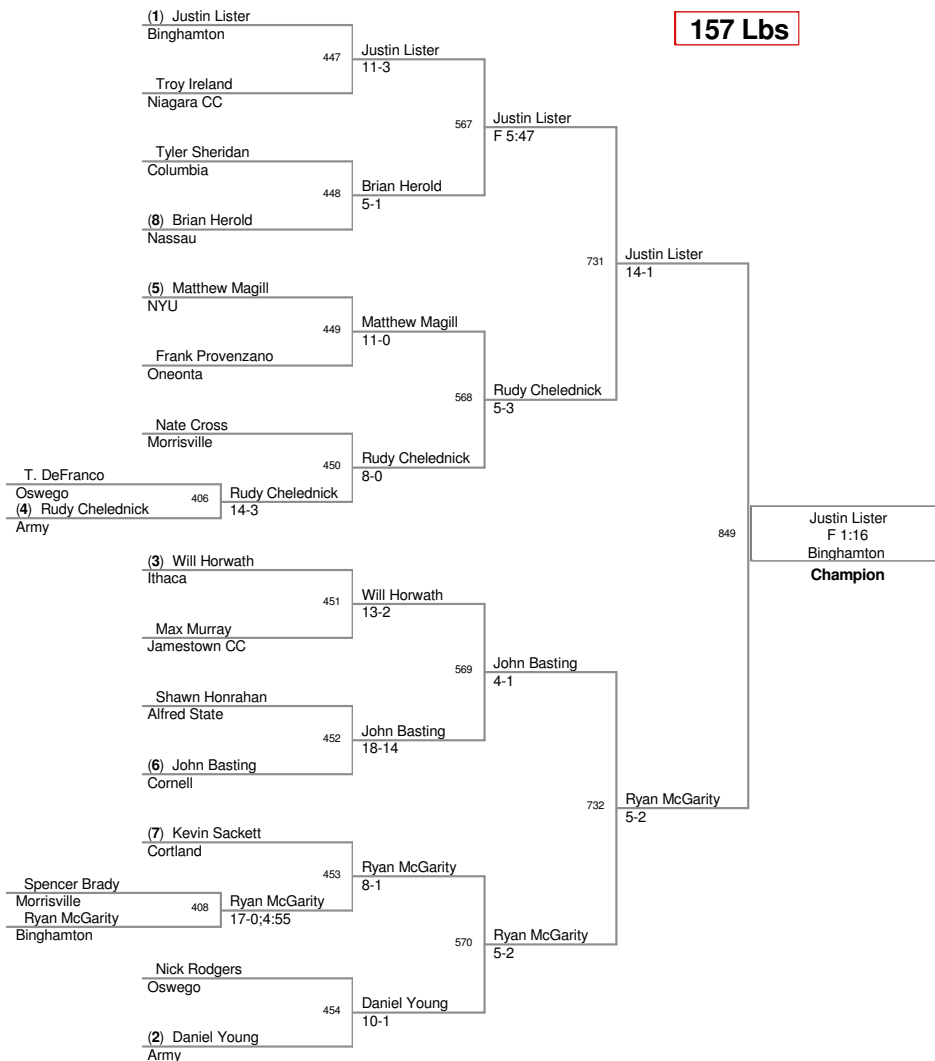 157 Lbs
(1) Justin Lister
Binghamton
447
Justin Lister
11-3
Troy Ireland
Niagara CC
567
Justin Lister
F 5:47
Tyler Sheridan
Columbia
448
Brian Herold
5-1
(8) Brian Herold
Nassau
731
Justin Lister
14-1
(5) Matthew Magill
NYU
449
Matthew Magill
11-0
Frank Provenzano
Oneonta
568
Rudy Chelednick
5-3
Nate Cross
Morrisville
450
Rudy Chelednick
8-0
T. DeFranco
Oswego
406
Rudy Chelednick
14-3
(4) Rudy Chelednick
Army
849
Justin Lister
F 1:16
Binghamton
Champion
(3) Will Horwath
Ithaca
451
Will Horwath
13-2
Max Murray
Jamestown CC
569
John Basting
4-1
Shawn Honrahan
Alfred State
452
John Basting
18-14
(6) John Basting
Cornell
732
Ryan McGarity
5-2
(7) Kevin Sackett
Cortland
453
Ryan McGarity
8-1
Spencer Brady
Morrisville
408
Ryan McGarity
17-0;4:55
Ryan McGarity
Binghamton
570
Ryan McGarity
5-2
Nick Rodgers
Oswego
454
Daniel Young
10-1
(2) Daniel Young
Army